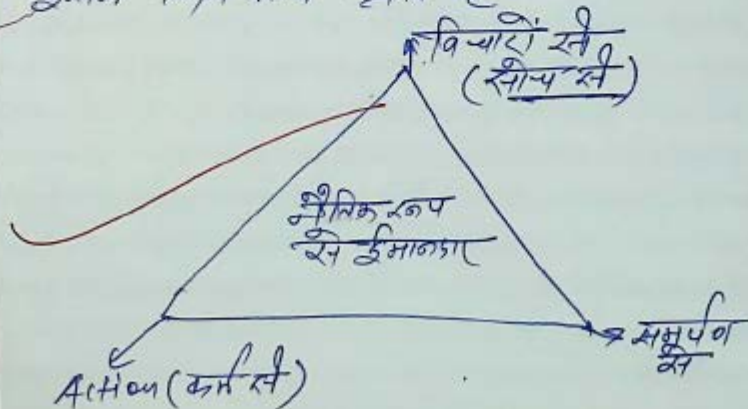 विचारों से
(सोच से)
नैतिक रूप
से ईमानदार
समर्पण
से
Action (कर्म से)